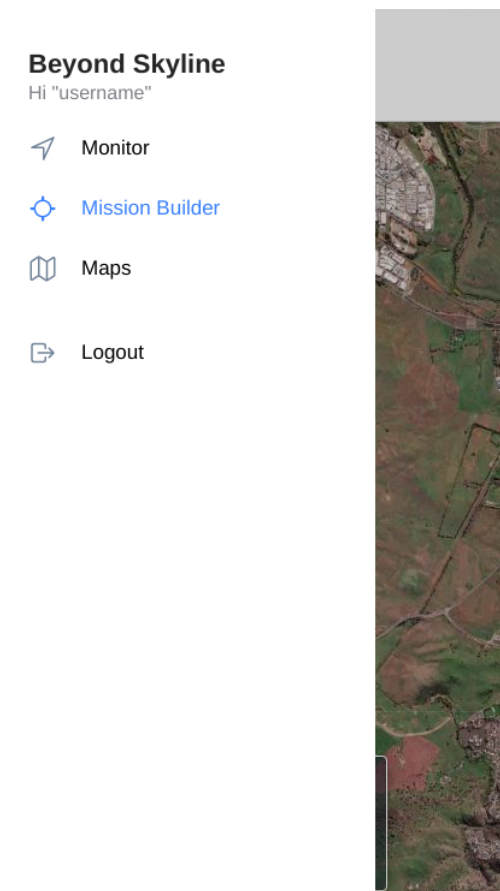 Beyond Skyline
Hi "username"
Monitor
Mission Builder
Maps
Logout